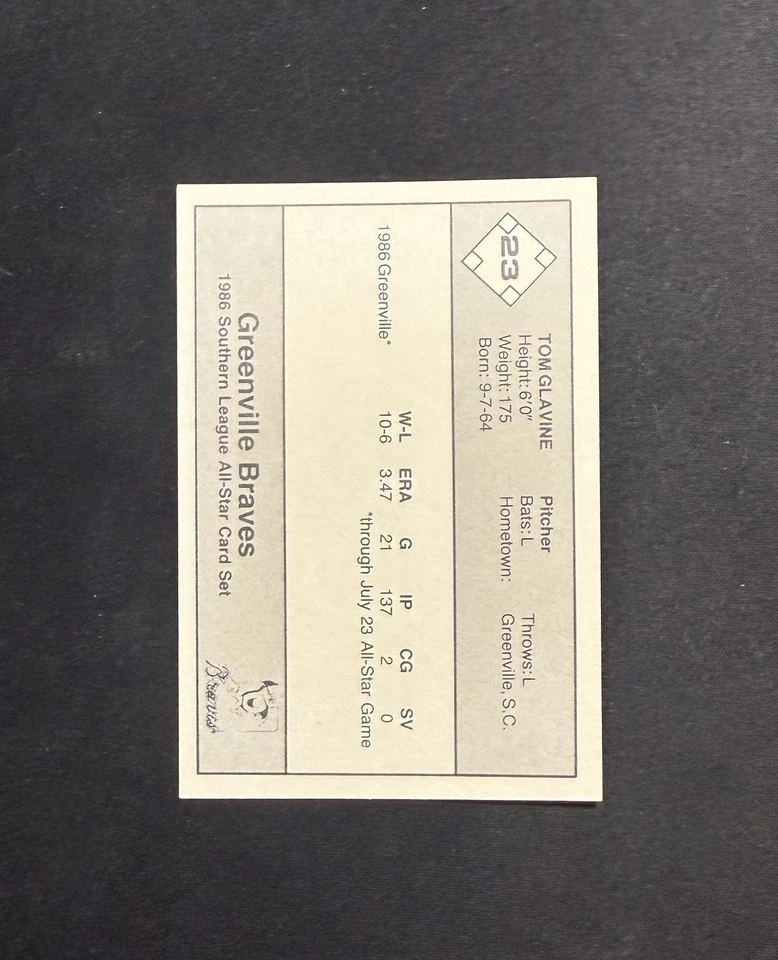 23
TOM GLAVINE Pitcher
Height: 6'0" Bats: L Throws: L
Weight: 175 Hometown: Greenville, S.C.
Born: 9-7-64
W-L ERA G IP CG SV
1986 Greenville* 10-6 3.47 21 137 2 0
*through July 23 All-Star Game
Greenville Braves
1986 Southern League All-Star Card Set
Braves